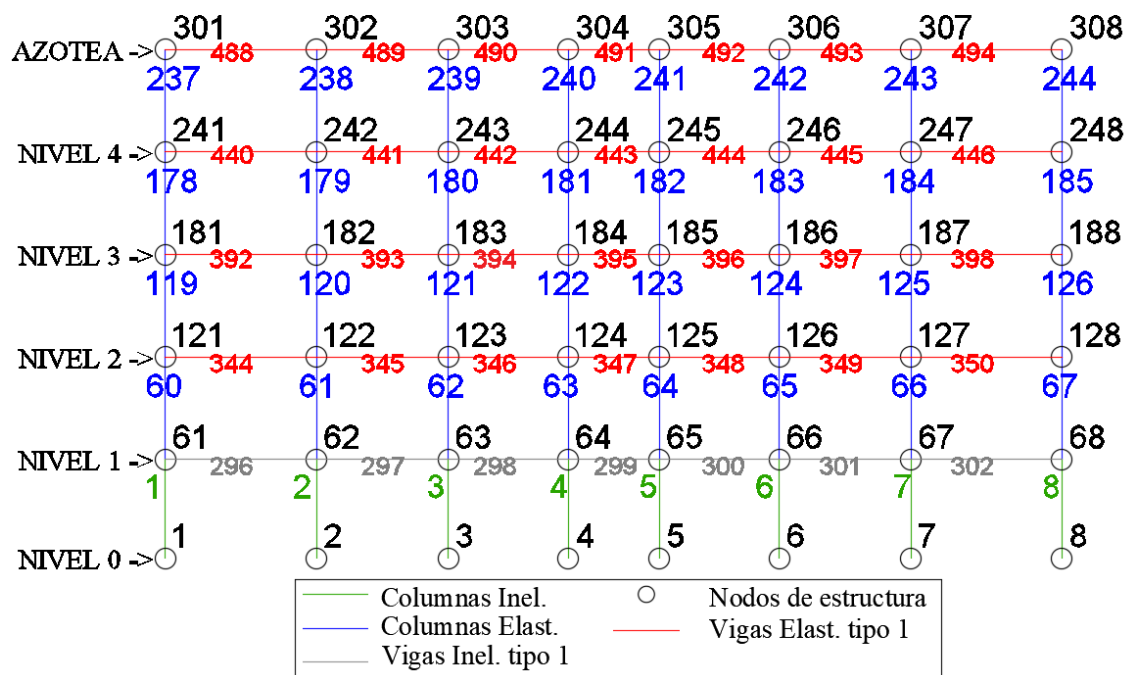 301 302 303 304 305 306 307 308
AZOTEA -> 488 489 490 491 492 493 494
237 238 239 240 241 242 243 244
241 242 243 244 245 246 247 248
NIVEL 4 -> 440 441 442 443 444 445 446
178 179 180 181 182 183 184 185
181 182 183 184 185 186 187 188
NIVEL 3 -> 392 393 394 395 396 397 398
119 120 121 122 123 124 125 126
121 122 123 124 125 126 127 128
NIVEL 2 -> 344 345 346 347 348 349 350
60 61 62 63 64 65 66 67
61 62 63 64 65 66 67 68
NIVEL 1 -> 296 297 298 299 300 301 302
1 2 3 4 5 6 7 8
1 2 3 4 5 6 7 8
NIVEL 0 ->
Columnas Inel. Nodos de estructura
Columnas Elast. Vigas Elast. tipo 1
Vigas Inel. tipo 1